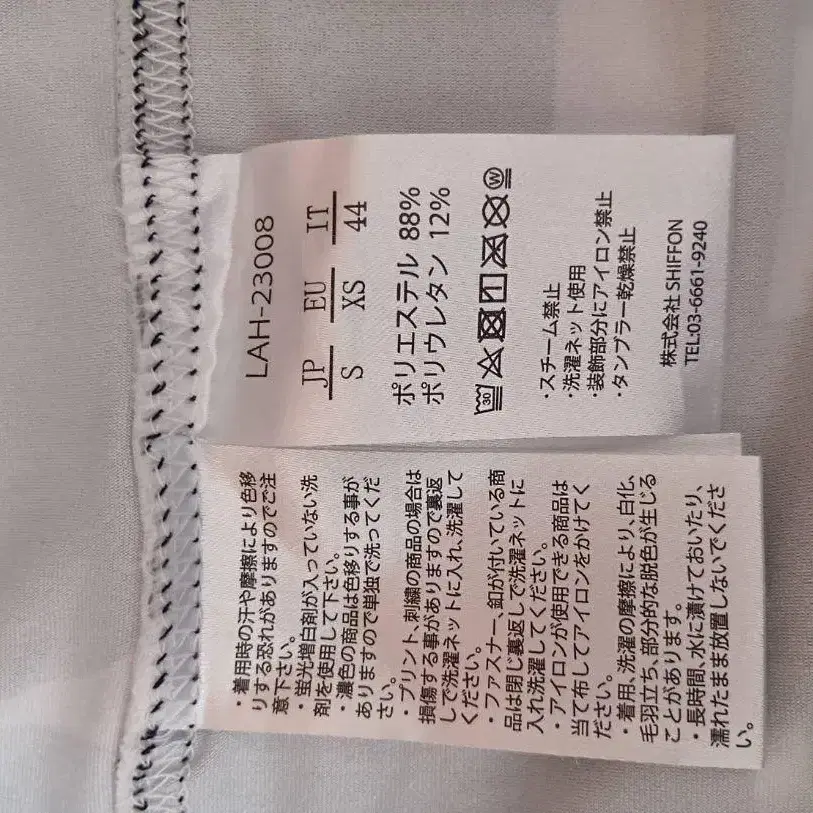 LAH-23008
JP EU IT
S XS 44
ポリエステル 88%
ポリウレタン 12%
30 1 W
・スチーム禁止
・洗濯ネット使用
・装飾部分にアイロン禁止
・タンブラー乾燥禁止
株式会社 SHIFFON
TEL:03-6661-9240
・着用時の汗や摩擦により色移
りする恐れがありますのでご注
意下さい。
・蛍光増白剤が入っていない洗
剤を使用して下さい。
・濃色の商品は色移りする事が
ありますので単独で洗ってくだ
さい。
・プリント、刺繍の商品の場合は
損傷する事がありますので裏返
しで洗濯ネットに入れ、洗濯して
ください。
・ファスナー、釦が付いている商
品は閉じ裏返しで洗濯ネットに
入れ洗濯してください。
・アイロンが使用できる商品は
当て布してアイロンをかけてく
ださい。
・着用、洗濯の摩擦により、白化、
毛羽立ち、部分的な脱色が生じる
ことがあります。
・長時間、水に漬けておいたり、
濡れたまま放置しないでくださ
い。